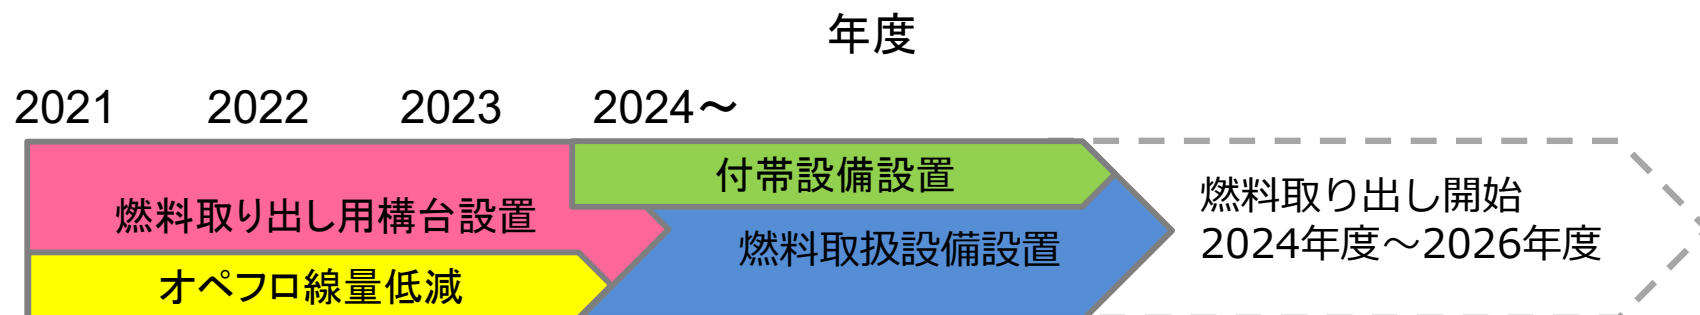 年度
2021 2022 2023 2024～
付帯設備設置
燃料取り出し用構台設置
燃料取扱設備設置
オペフロ線量低減
燃料取り出し開始
2024年度～2026年度